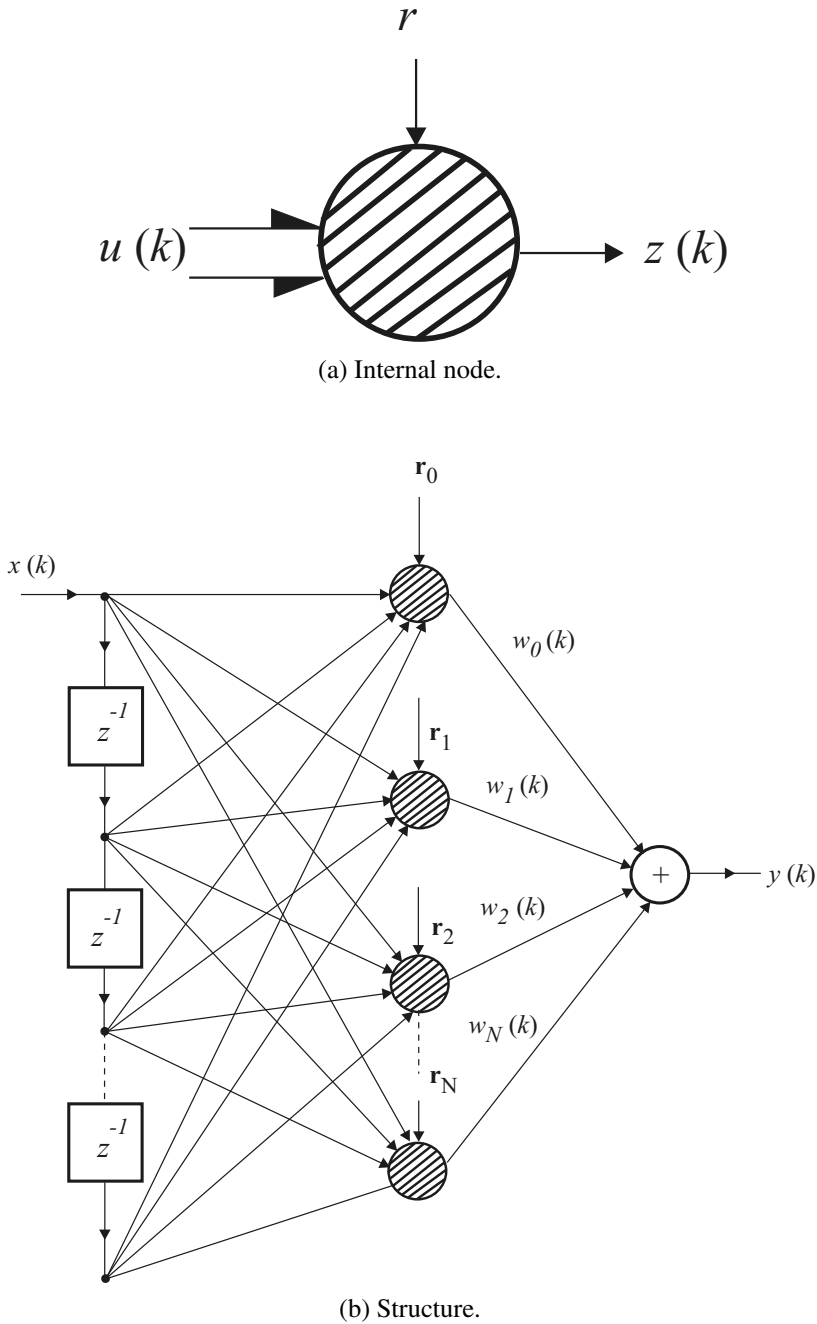 r
u (k)
z (k)
(a) Internal node.
r0
x (k)
w0 (k)
z-1
r1
w1 (k)
+
y (k)
z-1
r2
w2 (k)
wN (k)
rN
z-1
(b) Structure.